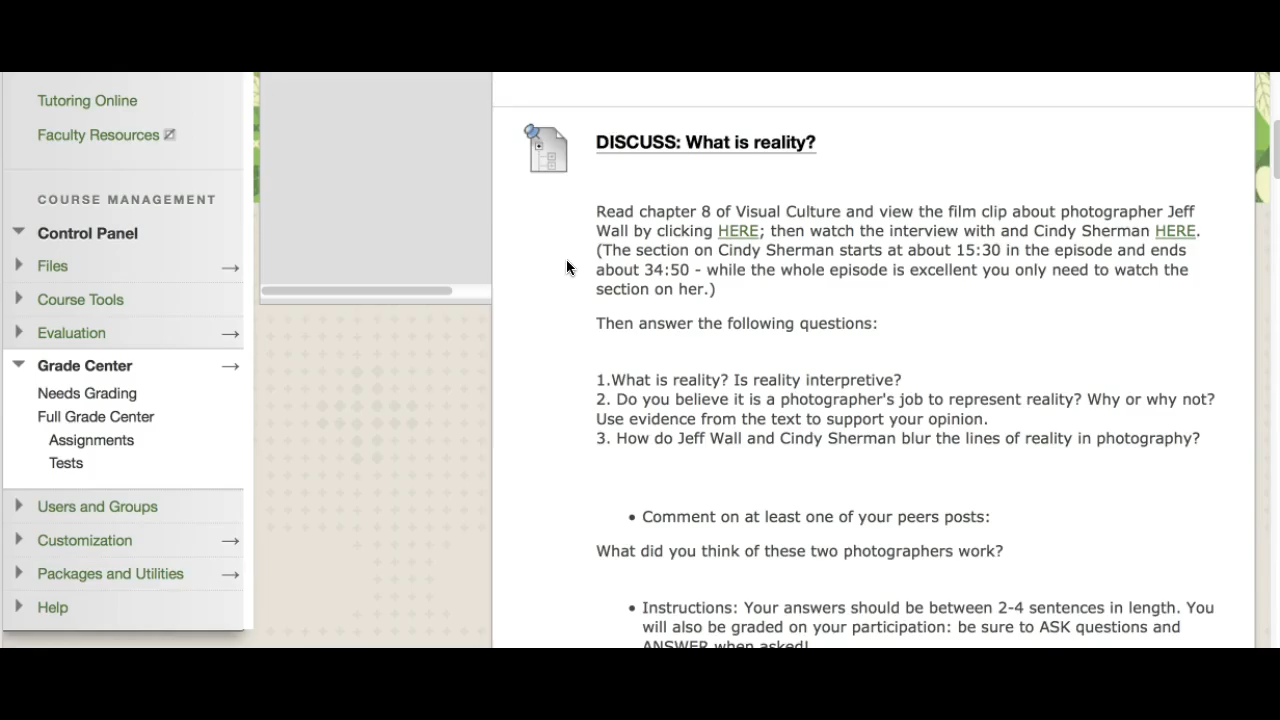 Tutoring Online
Faculty Resources
COURSE MANAGEMENT
Control Panel
Files
Course Tools
Evaluation
Grade Center
Needs Grading
Full Grade Center
Assignments
Tests
Users and Groups
Customization
Packages and Utilities
Help
DISCUSS: What is reality?
Read chapter 8 of Visual Culture and view the film clip about photographer Jeff
Wall by clicking HERE; then watch the interview with and Cindy Sherman HERE.
(The section on Cindy Sherman starts at about 15:30 in the episode and ends
about 34:50 - while the whole episode is excellent you only need to watch the
section on her.)
Then answer the following questions:
1.What is reality? Is reality interpretive?
2. Do you believe it is a photographer's job to represent reality? Why or why not?
Use evidence from the text to support your opinion.
3. How do Jeff Wall and Cindy Sherman blur the lines of reality in photography?
• Comment on at least one of your peers posts:
What did you think of these two photographers work?
• Instructions: Your answers should be between 2-4 sentences in length. You
will also be graded on your participation: be sure to ASK questions and
ANSWER when asked!